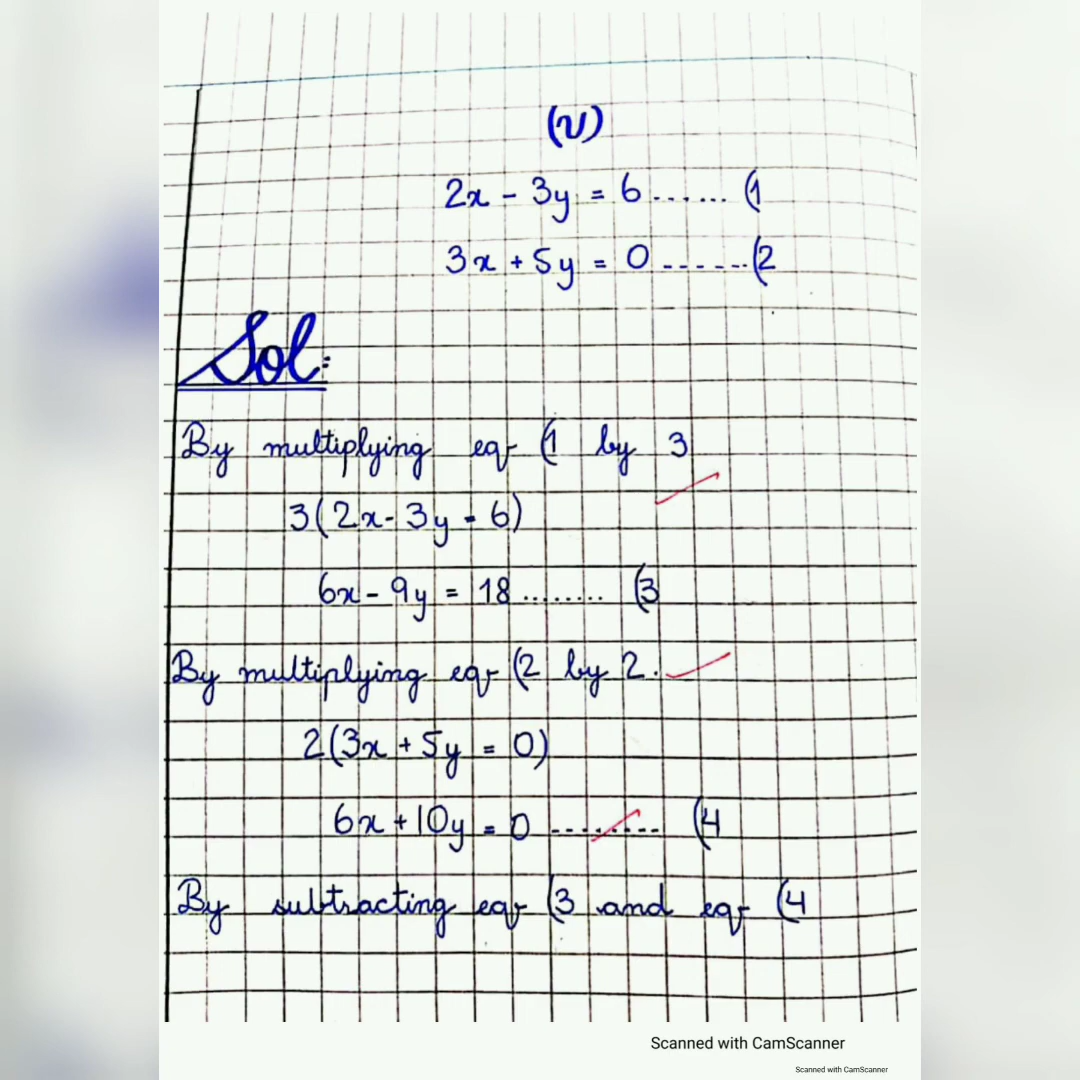 (v)
2x - 3y = 6 ...... (1
3x + 5y = 0 ------ (2
Sol:
By multiplying eq (1 by 3
3(2x - 3y = 6)
6x - 9y = 18 ........ (3
By multiplying eq (2 by 2.
2(3x + 5y = 0)
6x + 10y = 0 --------- (4
By subtracting eq (3 and eq (4
Scanned with CamScanner
Scanned with CamScanner